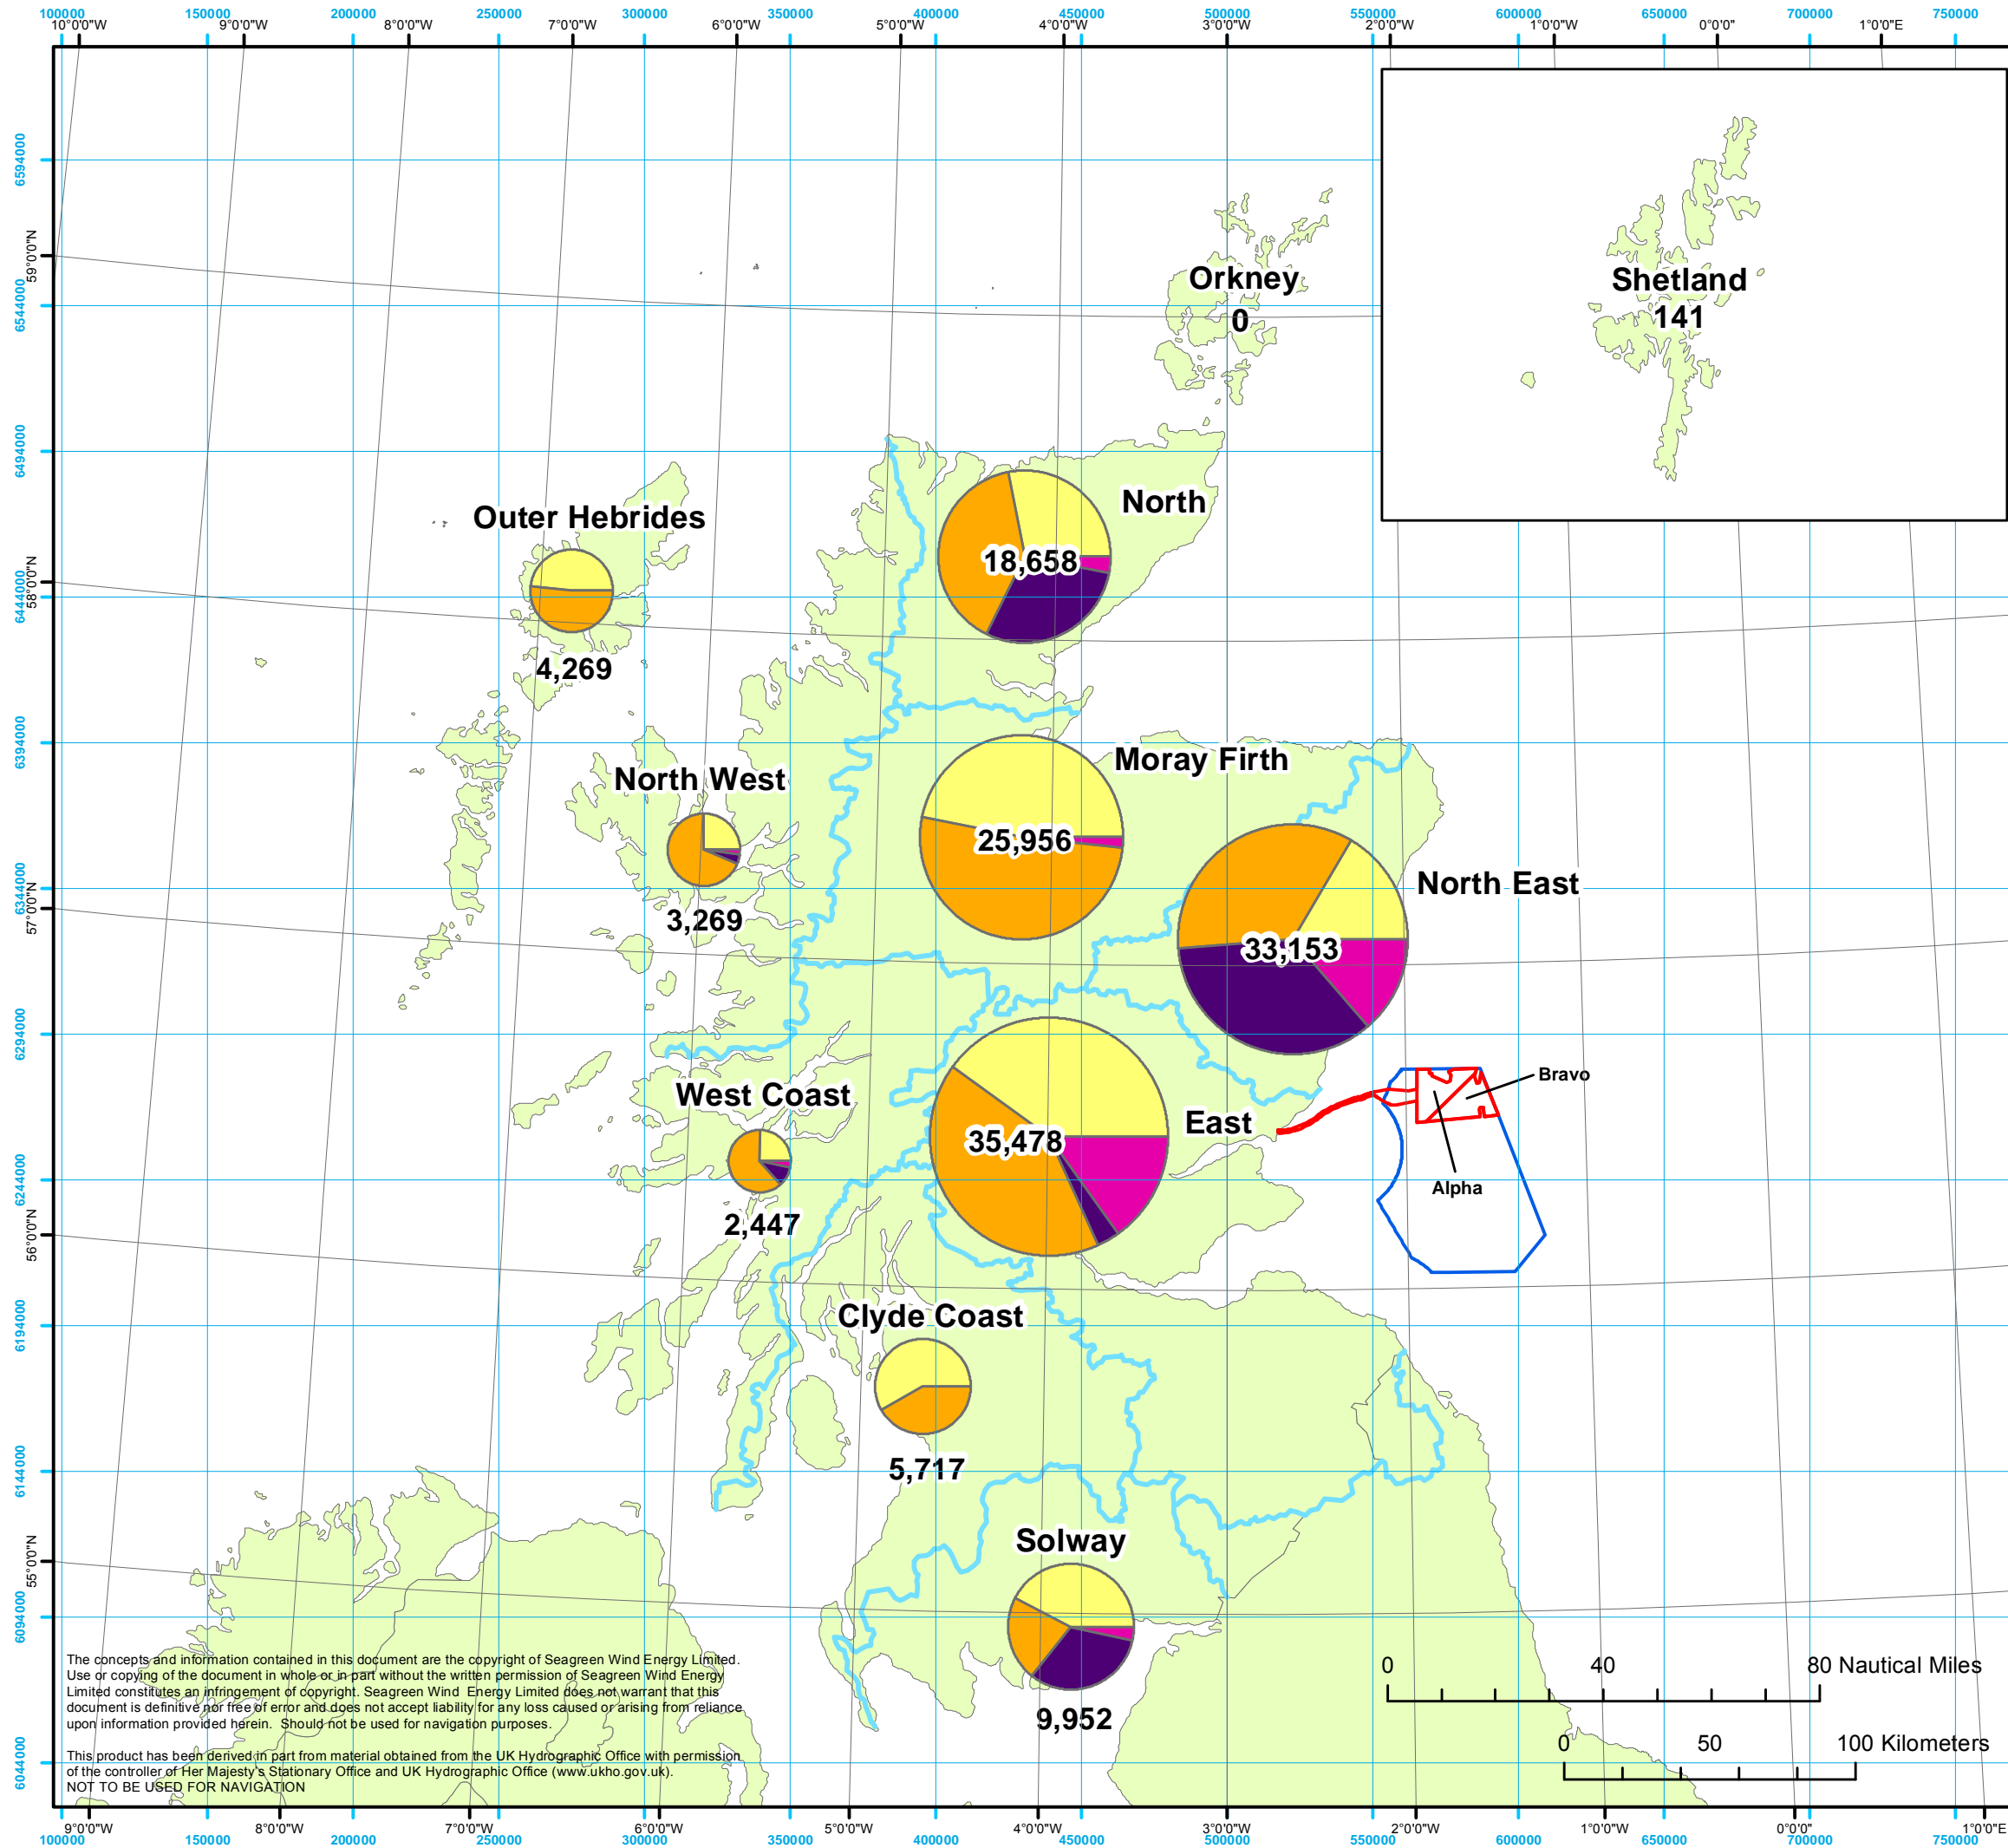 100000 150000 200000 250000 300000 350000 400000 450000 500000 550000 600000 650000 700000 750000
10°0'0"W 9°0'0"W 8°0'0"W 7°0'0"W 6°0'0"W 5°0'0"W 4°0'0"W 3°0'0"W 2°0'0"W 1°0'0"W 0°0'0" 1°0'0"E
6594000
59°0'0"N
6544000
6494000
58°0'0"N
6444000
6394000
6344000
57°0'0"N
6294000
6244000
56°0'0"N
6194000
6144000
55°0'0"N
6094000
6044000
Orkney
0
Shetland
141
North
18,658
Outer Hebrides
4,269
Moray Firth
25,956
North West
3,269
North East
33,153
Bravo
Alpha
West Coast
2,447
East
35,478
Clyde Coast
5,717
Solway
9,952
0 40 80 Nautical Miles
0 50 100 Kilometers
The concepts and information contained in this document are the copyright of Seagreen Wind Energy Limited.
Use or copying of the document in whole or in part without the written permission of Seagreen Wind Energy
Limited constitutes an infringement of copyright. Seagreen Wind Energy Limited does not warrant that this
document is definitive nor free of error and does not accept liability for any loss caused or arising from reliance
upon information provided herein. Should not be used for navigation purposes.
This product has been derived in part from material obtained from the UK Hydrographic Office with permission
of the controller of Her Majesty's Stationary Office and UK Hydrographic Office (www.ukho.gov.uk).
NOT TO BE USED FOR NAVIGATION
9°0'0"W 8°0'0"W 7°0'0"W 6°0'0"W 5°0'0"W 4°0'0"W 3°0'0"W 2°0'0"W 1°0'0"W 0°0'0" 1°0'0"E
100000 150000 200000 250000 300000 350000 400000 450000 500000 550000 600000 650000 700000 750000